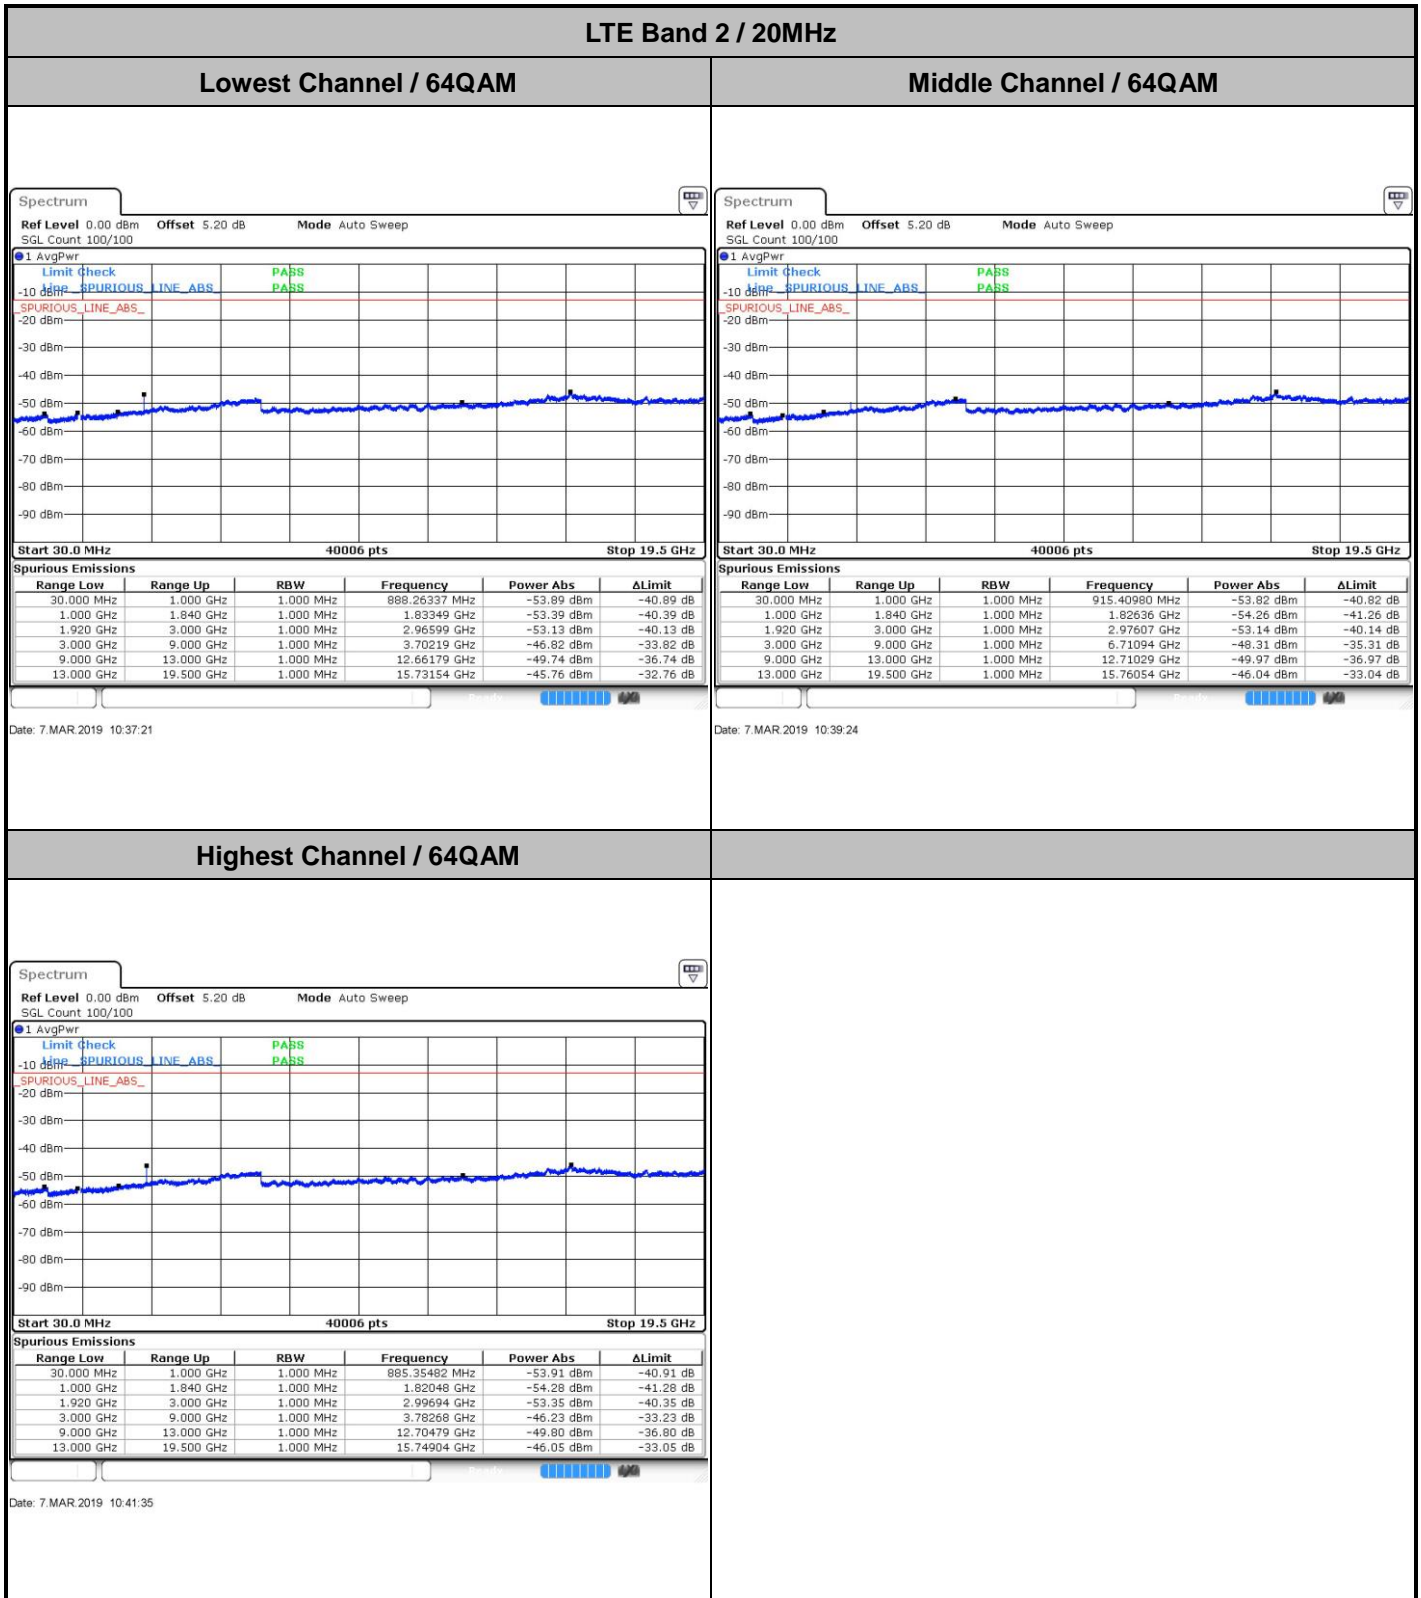 LTE Band 2 / 20MHz
Lowest Channel / 64QAM
Middle Channel / 64QAM
Spectrum
Ref Level 0.00 dBm Offset 5.20 dB Mode Auto Sweep
SGL Count 100/100
1 AvgPwr
Limit Check PASS
Line _SPURIOUS_LINE_ABS_ PASS
-10 dBm
_SPURIOUS_LINE_ABS_
-20 dBm
-30 dBm
-40 dBm
-50 dBm
-60 dBm
-70 dBm
-80 dBm
-90 dBm
Start 30.0 MHz 40006 pts Stop 19.5 GHz
Spurious Emissions
Range Low Range Up RBW Frequency Power Abs ΔLimit
30.000 MHz 1.000 GHz 1.000 MHz 888.26337 MHz -53.89 dBm -40.89 dB
1.000 GHz 1.840 GHz 1.000 MHz 1.83349 GHz -53.39 dBm -40.39 dB
1.920 GHz 3.000 GHz 1.000 MHz 2.96599 GHz -53.13 dBm -40.13 dB
3.000 GHz 9.000 GHz 1.000 MHz 3.70219 GHz -46.82 dBm -33.82 dB
9.000 GHz 13.000 GHz 1.000 MHz 12.66179 GHz -49.74 dBm -36.74 dB
13.000 GHz 19.500 GHz 1.000 MHz 15.73154 GHz -45.76 dBm -32.76 dB
Date: 7.MAR.2019 10:37:21
Spectrum
Ref Level 0.00 dBm Offset 5.20 dB Mode Auto Sweep
SGL Count 100/100
1 AvgPwr
Limit Check PASS
Line _SPURIOUS_LINE_ABS_ PASS
-10 dBm
_SPURIOUS_LINE_ABS_
-20 dBm
-30 dBm
-40 dBm
-50 dBm
-60 dBm
-70 dBm
-80 dBm
-90 dBm
Start 30.0 MHz 40006 pts Stop 19.5 GHz
Spurious Emissions
Range Low Range Up RBW Frequency Power Abs ΔLimit
30.000 MHz 1.000 GHz 1.000 MHz 915.40980 MHz -53.82 dBm -40.82 dB
1.000 GHz 1.840 GHz 1.000 MHz 1.82636 GHz -54.26 dBm -41.26 dB
1.920 GHz 3.000 GHz 1.000 MHz 2.97607 GHz -53.14 dBm -40.14 dB
3.000 GHz 9.000 GHz 1.000 MHz 6.71094 GHz -48.31 dBm -35.31 dB
9.000 GHz 13.000 GHz 1.000 MHz 12.71029 GHz -49.97 dBm -36.97 dB
13.000 GHz 19.500 GHz 1.000 MHz 15.76054 GHz -46.04 dBm -33.04 dB
Date: 7.MAR.2019 10:39:24
Highest Channel / 64QAM
Spectrum
Ref Level 0.00 dBm Offset 5.20 dB Mode Auto Sweep
SGL Count 100/100
1 AvgPwr
Limit Check PASS
Line _SPURIOUS_LINE_ABS_ PASS
-10 dBm
_SPURIOUS_LINE_ABS_
-20 dBm
-30 dBm
-40 dBm
-50 dBm
-60 dBm
-70 dBm
-80 dBm
-90 dBm
Start 30.0 MHz 40006 pts Stop 19.5 GHz
Spurious Emissions
Range Low Range Up RBW Frequency Power Abs ΔLimit
30.000 MHz 1.000 GHz 1.000 MHz 885.35482 MHz -53.91 dBm -40.91 dB
1.000 GHz 1.840 GHz 1.000 MHz 1.82048 GHz -54.28 dBm -41.28 dB
1.920 GHz 3.000 GHz 1.000 MHz 2.99694 GHz -53.35 dBm -40.35 dB
3.000 GHz 9.000 GHz 1.000 MHz 3.78268 GHz -46.23 dBm -33.23 dB
9.000 GHz 13.000 GHz 1.000 MHz 12.70479 GHz -49.80 dBm -36.80 dB
13.000 GHz 19.500 GHz 1.000 MHz 15.74904 GHz -46.05 dBm -33.05 dB
Date: 7.MAR.2019 10:41:35